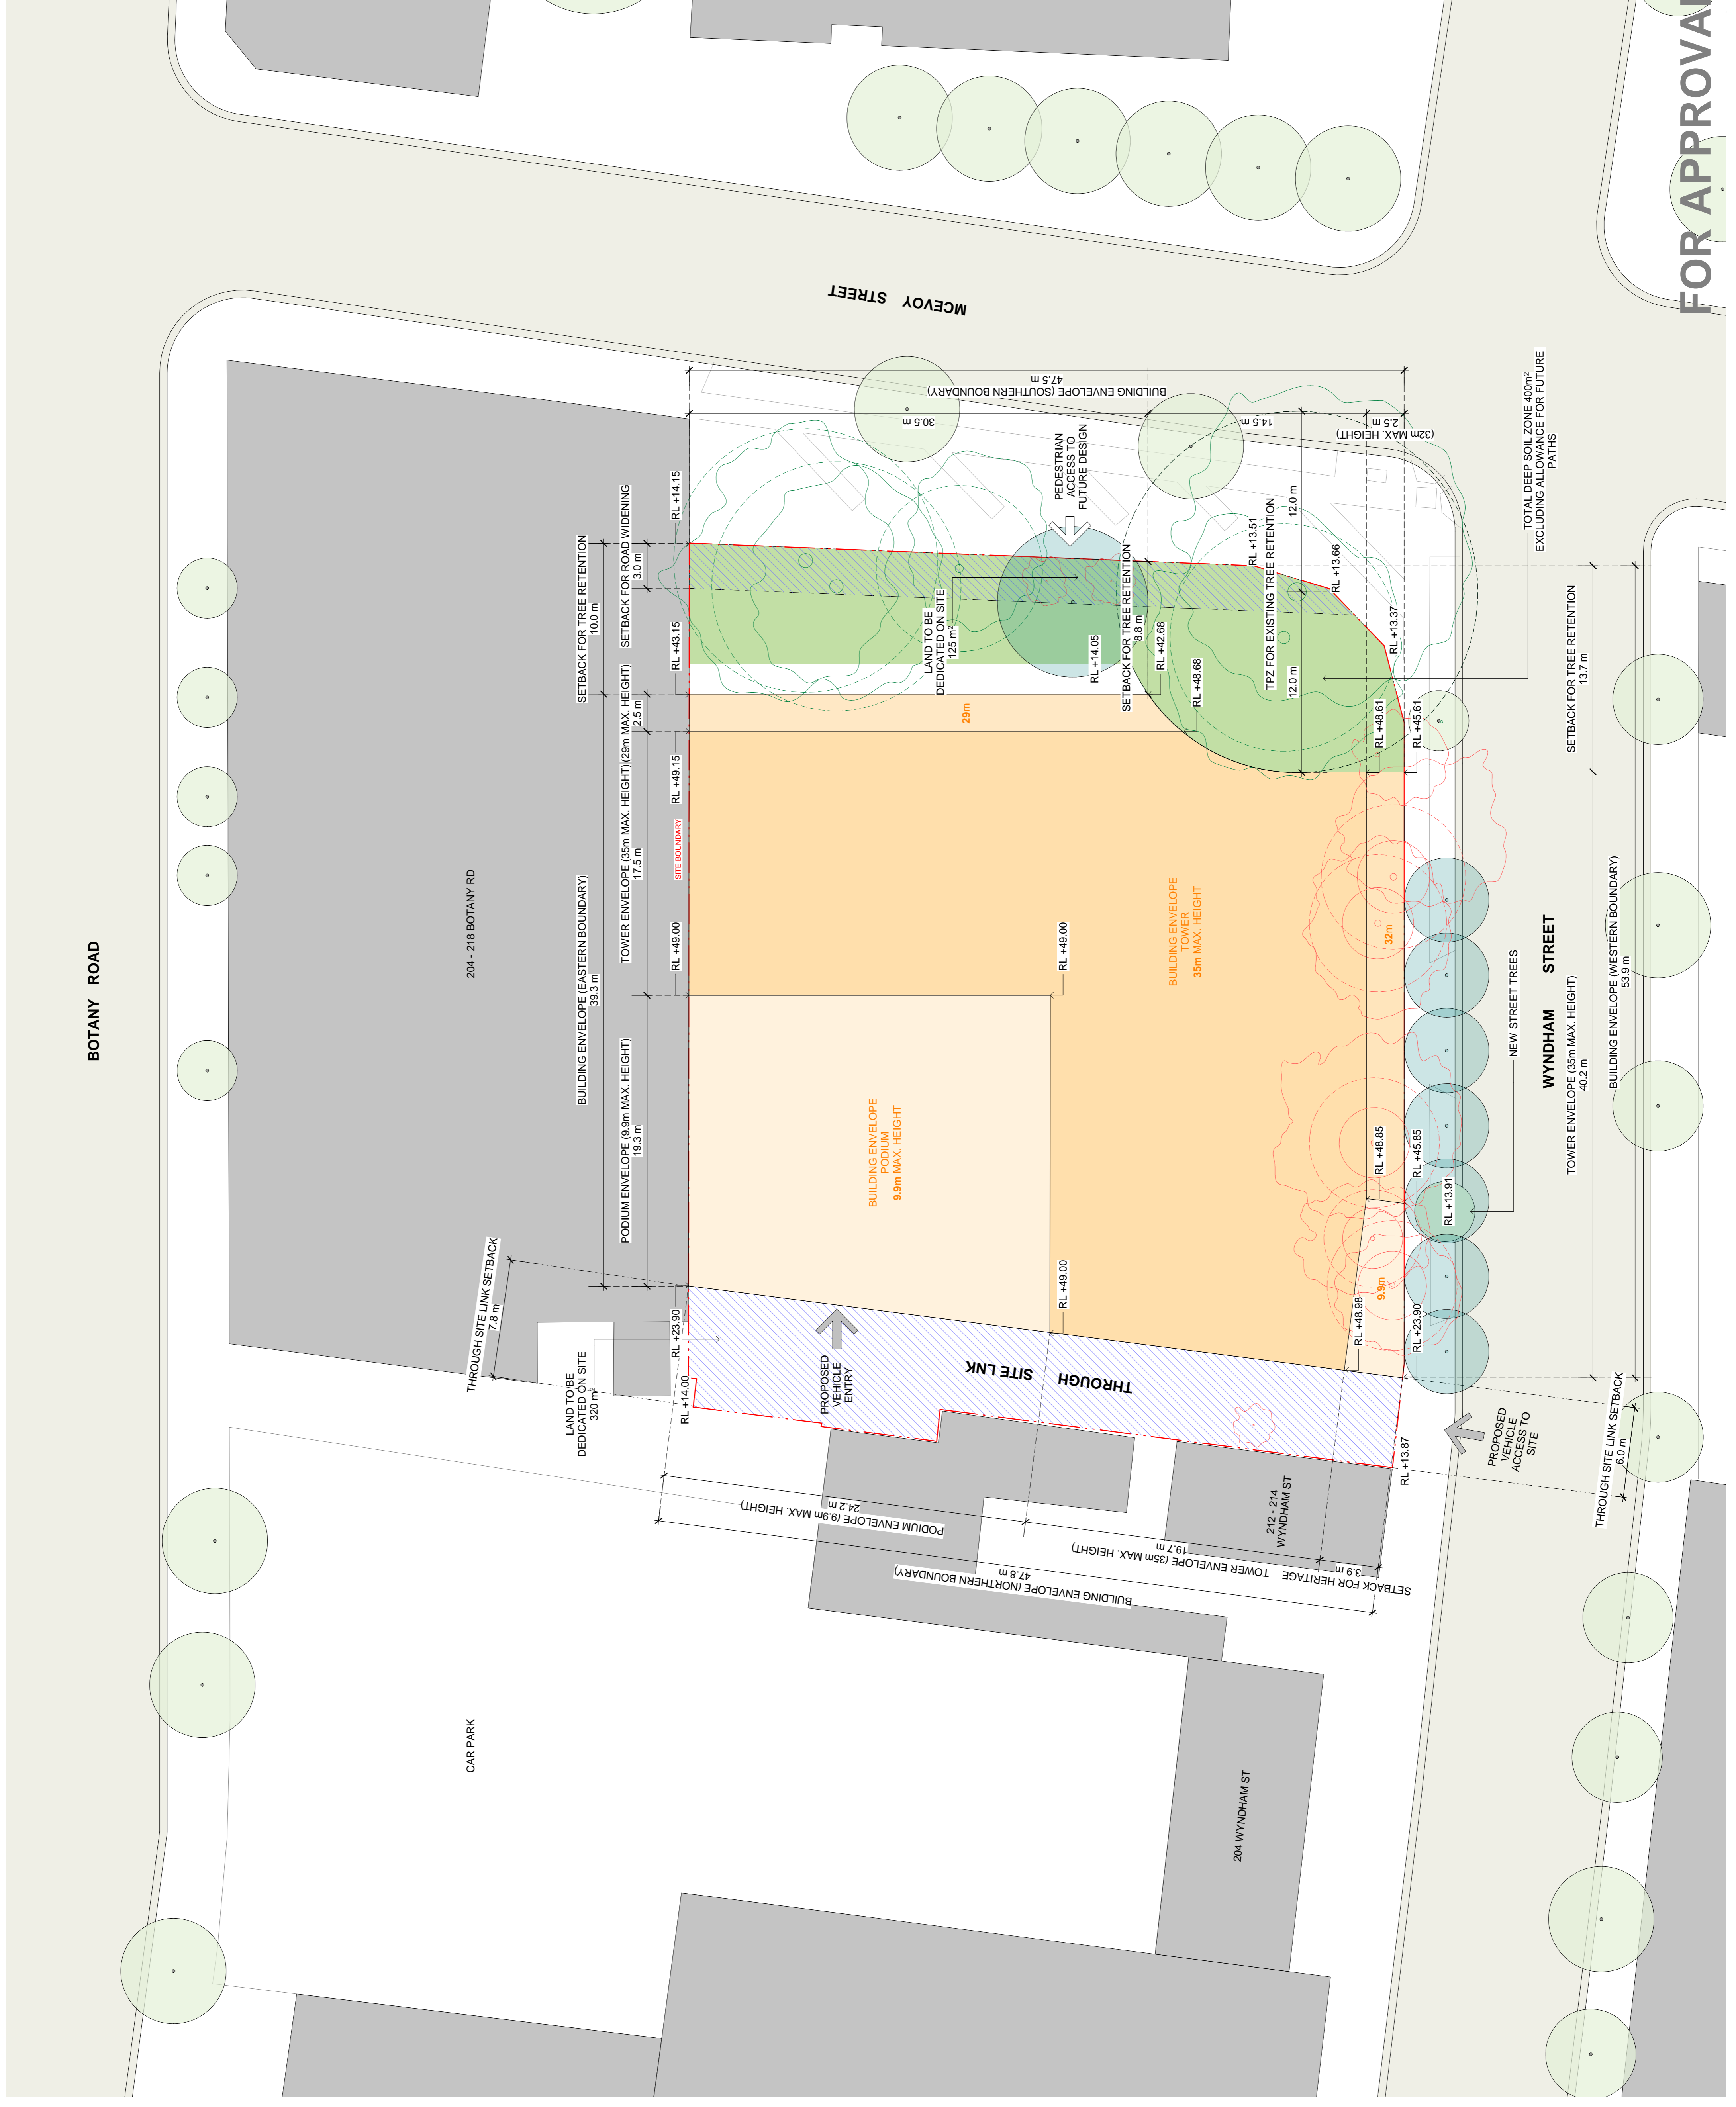 FOR APPROVAL
BOTANY ROAD
MCEVOY STREET
WYNDHAM STREET
204 - 218 BOTANY RD
CAR PARK
204 WYNDHAM ST
212 - 214
WYNDHAM ST
THROUGH SITE LNK
SITE BOUNDARY
BUILDING ENVELOPE (SOUTHERN BOUNDARY)
47.5 m
30.5 m
14.5 m
2.5 m
(32m MAX. HEIGHT)
SETBACK FOR TREE RETENTION
10.0 m
SETBACK FOR ROAD WIDENING
3.0 m
RL +14.15
RL +43.15
(29m MAX. HEIGHT)
2.5 m
TOWER ENVELOPE (35m MAX. HEIGHT)
17.5 m
RL +49.15
RL +49.00
BUILDING ENVELOPE (EASTERN BOUNDARY)
39.3 m
PODIUM ENVELOPE (9.9m MAX. HEIGHT)
19.3 m
THROUGH SITE LINK SETBACK
7.8 m
RL +23.90
RL +14.00
LAND TO BE
DEDICATED ON SITE
320 m²
PROPOSED
VEHICLE
ENTRY
LAND TO BE
DEDICATED ON SITE
125 m²
PEDESTRIAN
ACCESS TO
FUTURE DESIGN
RL +14.05
SETBACK FOR TREE RETENTION
8.8 m
RL +42.68
RL +48.68
TPZ FOR EXISTING TREE RETENTION
12.0 m
12.0 m
RL +13.51
RL +13.66
RL +13.37
RL +48.61
RL +45.61
TOTAL DEEP SOIL ZONE 400m²
EXCLUDING ALLOWANCE FOR FUTURE
PATHS
SETBACK FOR TREE RETENTION
13.7 m
29m
BUILDING ENVELOPE
TOWER
35m MAX. HEIGHT
32m
BUILDING ENVELOPE
PODIUM
9.9m MAX. HEIGHT
9.9m
RL +49.00
RL +49.00
RL +48.85
RL +45.85
RL +13.91
RL +48.98
RL +23.90
RL +13.87
NEW STREET TREES
TOWER ENVELOPE (35m MAX. HEIGHT)
40.2 m
BUILDING ENVELOPE (WESTERN BOUNDARY)
53.9 m
PROPOSED
VEHICLE
ACCESS TO
SITE
THROUGH SITE LINK SETBACK
6.0 m
PODIUM ENVELOPE (9.9m MAX. HEIGHT)
24.2 m
TOWER ENVELOPE (35m MAX. HEIGHT)
19.7 m
SETBACK FOR HERITAGE
3.9 m
BUILDING ENVELOPE (NORTHERN BOUNDARY)
47.8 m